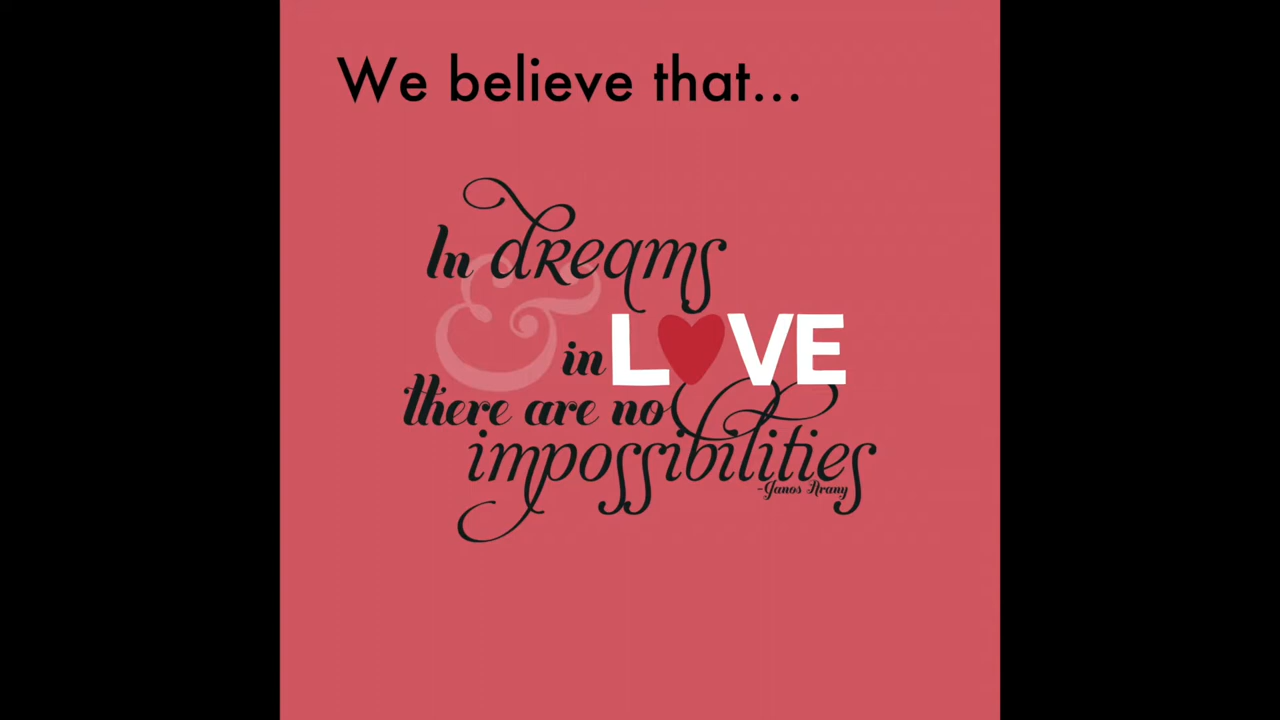 We believe that...
In dreams
& in LOVE
there are no
impossibilities
-Janos Arany